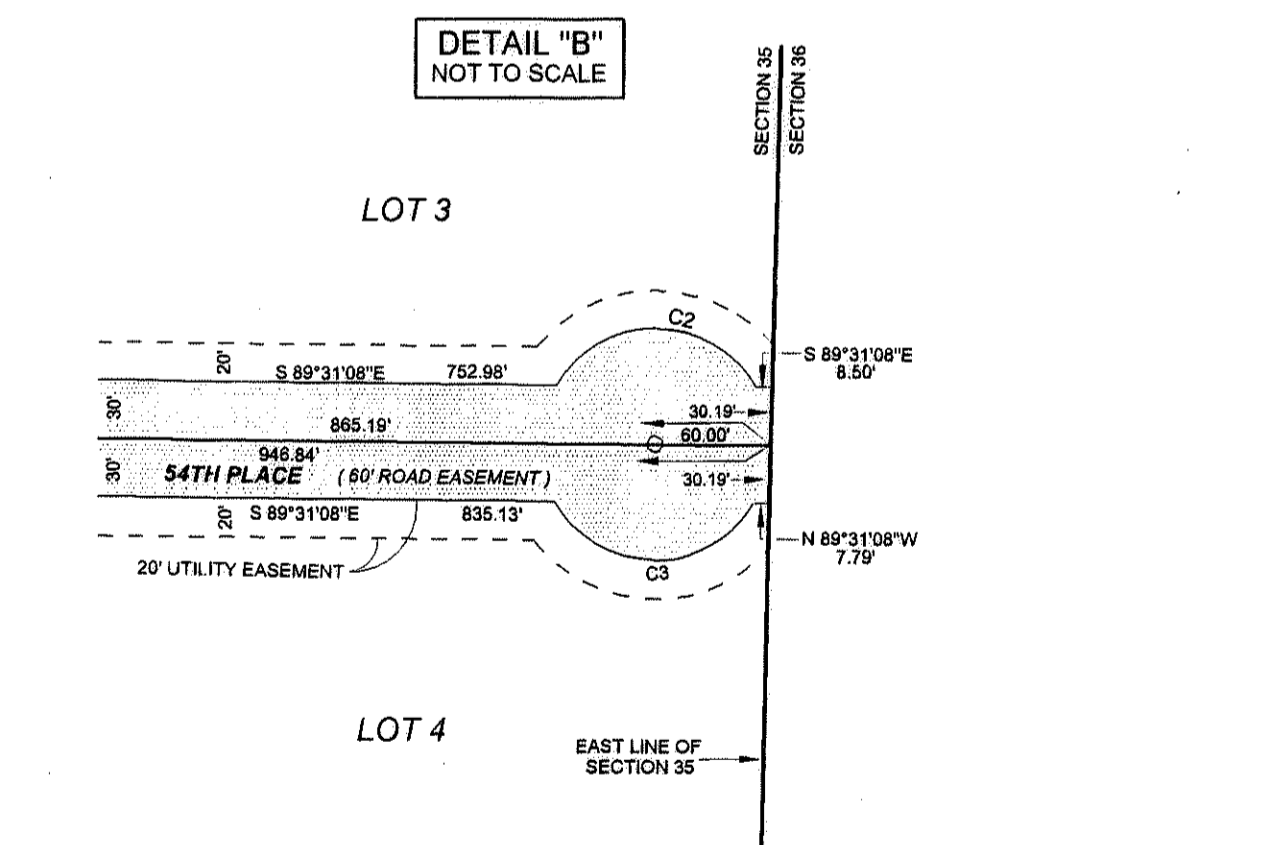 DETAIL "B"
NOT TO SCALE
SECTION 35
SECTION 36
LOT 3
C2
20'
S 89°31'08"E
752.98'
S 89°31'08"E
8.50'
30'
30.19'
865.19'
60.00'
946.84'
30'
54TH PLACE
( 60' ROAD EASEMENT )
30.19'
20'
S 89°31'08"E
835.13'
N 89°31'08"W
7.79'
20' UTILITY EASEMENT
C3
LOT 4
EAST LINE OF
SECTION 35